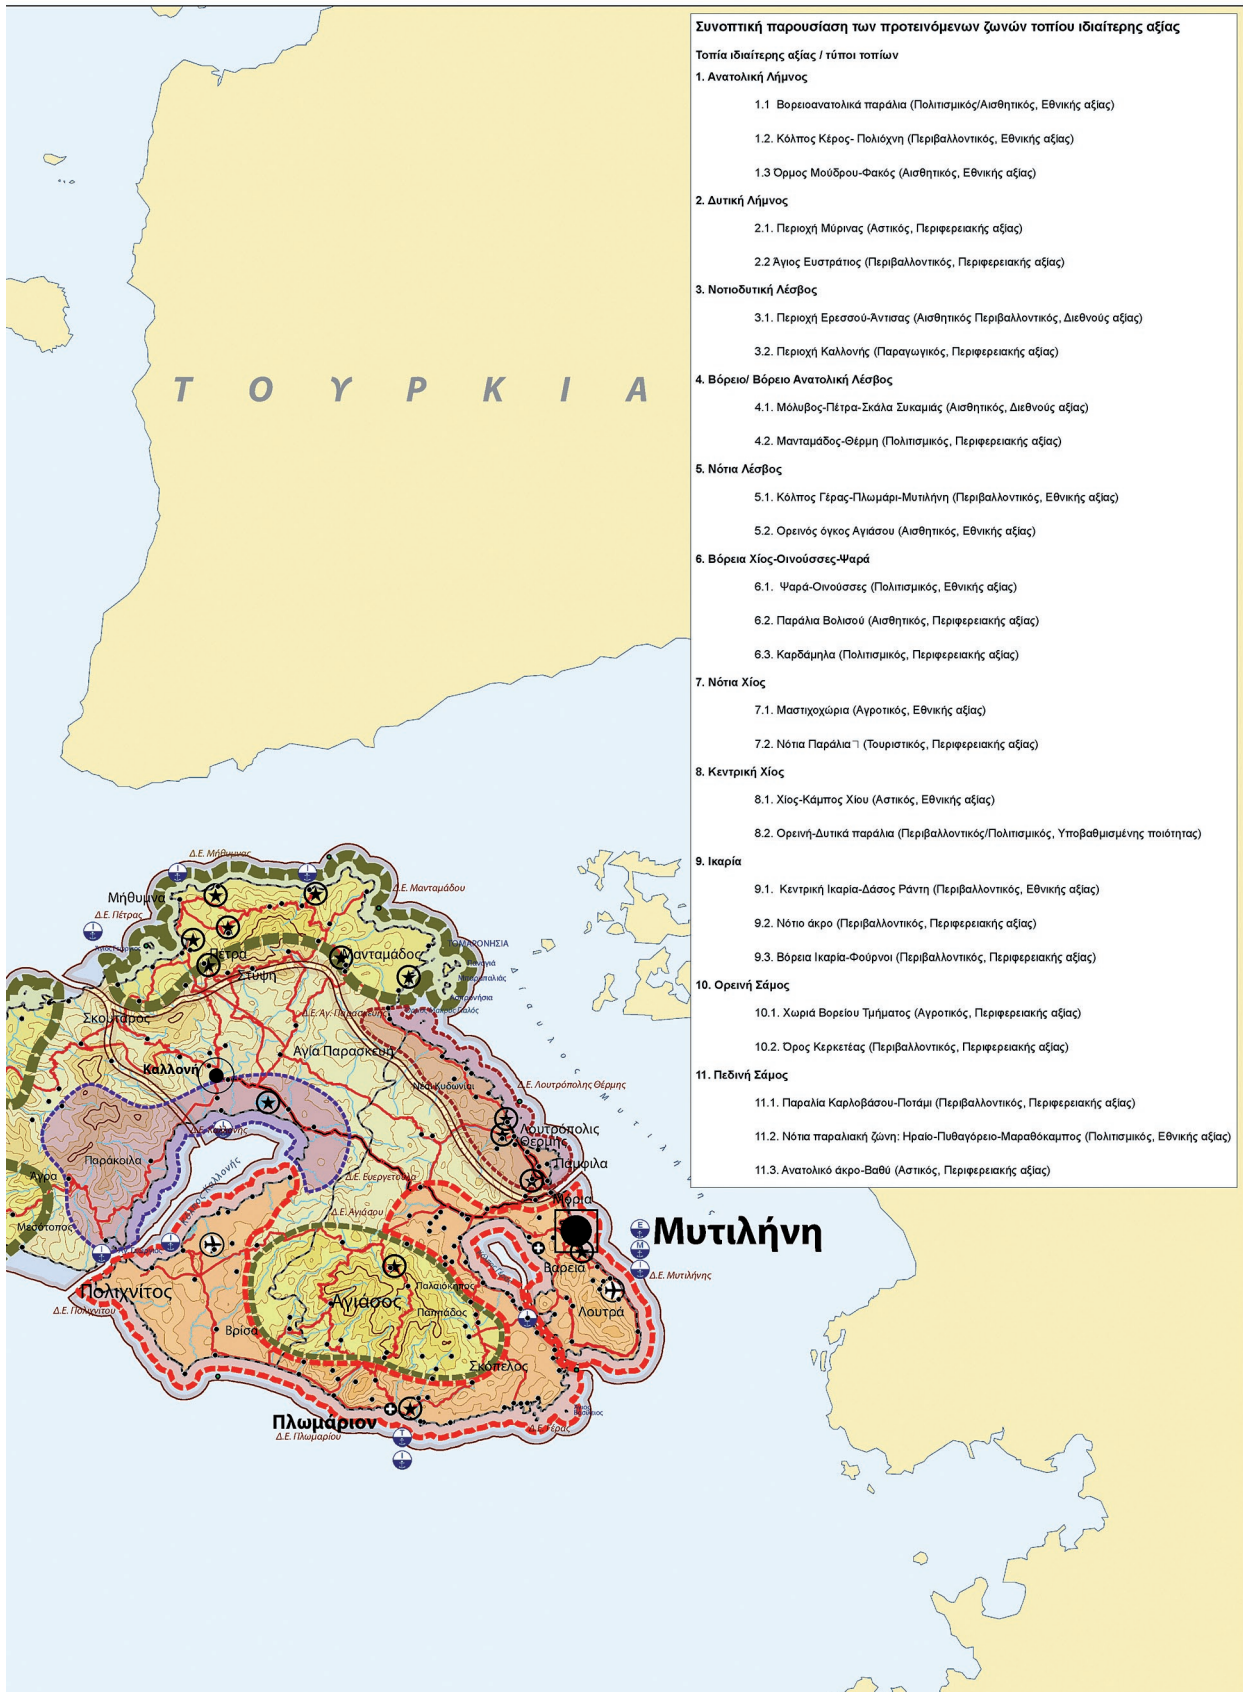 Συνοπτική παρουσίαση των προτεινόμενων ζωνών τοπίου ιδιαίτερης αξίας
Τοπία ιδιαίτερης αξίας / τύποι τοπίων
1. Ανατολική Λήμνος
1.1 Βορειοανατολικά παράλια (Πολιτισμικός/Αισθητικός, Εθνικής αξίας)
1.2. Κόλπος Κέρος- Πολιόχνη (Περιβαλλοντικός, Εθνικής αξίας)
1.3 Όρμος Μούδρου-Φακός (Αισθητικός, Εθνικής αξίας)
2. Δυτική Λήμνος
2.1. Περιοχή Μύρινας (Αστικός, Περιφερειακής αξίας)
2.2 Άγιος Ευστράτιος (Περιβαλλοντικός, Περιφερειακής αξίας)
3. Νοτιοδυτική Λέσβος
3.1. Περιοχή Ερεσσού-Άντισας (Αισθητικός Περιβαλλοντικός, Διεθνούς αξίας)
3.2. Περιοχή Καλλονής (Παραγωγικός, Περιφερειακής αξίας)
4. Βόρειο/ Βόρειο Ανατολική Λέσβος
4.1. Μόλυβος-Πέτρα-Σκάλα Συκαμιάς (Αισθητικός, Διεθνούς αξίας)
4.2. Μανταμάδος-Θέρμη (Πολιτισμικός, Περιφερειακής αξίας)
5. Νότια Λέσβος
5.1. Κόλπος Γέρας-Πλωμάρι-Μυτιλήνη (Περιβαλλοντικός, Εθνικής αξίας)
5.2. Ορεινός όγκος Αγιάσου (Αισθητικός, Εθνικής αξίας)
6. Βόρεια Χίος-Οινούσσες-Ψαρά
6.1. Ψαρά-Οινούσσες (Πολιτισμικός, Εθνικής αξίας)
6.2. Παράλια Βολισού (Αισθητικός, Περιφερειακής αξίας)
6.3. Καρδάμηλα (Πολιτισμικός, Περιφερειακής αξίας)
7. Νότια Χίος
7.1. Μαστιχοχώρια (Αγροτικός, Εθνικής αξίας)
7.2. Νότια Παράλια (Τουριστικός, Περιφερειακής αξίας)
8. Κεντρική Χίος
8.1. Χίος-Κάμπος Χίου (Αστικός, Εθνικής αξίας)
8.2. Ορεινή-Δυτικά παράλια (Περιβαλλοντικός/Πολιτισμικός, Υποβαθμισμένης ποιότητας)
9. Ικαρία
9.1. Κεντρική Ικαρία-Δάσος Ράντη (Περιβαλλοντικός, Εθνικής αξίας)
9.2. Νότιο άκρο (Περιβαλλοντικός, Περιφερειακής αξίας)
9.3. Βόρεια Ικαρία-Φούρνοι (Περιβαλλοντικός, Περιφερειακής αξίας)
10. Ορεινή Σάμος
10.1. Χωριά Βορείου Τμήματος (Αγροτικός, Περιφερειακής αξίας)
10.2. Όρος Κερκετέας (Περιβαλλοντικός, Περιφερειακής αξίας)
11. Πεδινή Σάμος
11.1. Παραλία Καρλοβάσου-Ποτάμι (Περιβαλλοντικός, Περιφερειακής αξίας)
11.2. Νότια παραλιακή ζώνη: Ηραίο-Πυθαγόρειο-Μαραθόκαμπος (Πολιτισμικός, Εθνικής αξίας)
11.3. Ανατολικό άκρο-Βαθύ (Αστικός, Περιφερειακής αξίας)
ΤΟΥΡΚΙΑ
Δ.Ε. Μήθυμνας
Μήθυμνα
Δ.Ε. Μανταμάδου
Δ.Ε. Πέτρας
ΤΟΜΑΡΟΝΗΣΙΑ
Πέτρα
Μανταμάδος
Παναγιά
Στύψη
Ασπρονήσια
Σκουτάρος
Δ.Ε. Αγ. Παρασκευής
Αγία Παρασκευή
Καλλονή
Νέαι Κυδωνίαι
Δ.Ε. Λουτρόπολης Θέρμης
Λουτρόπολις
Θερμής
Δ.Ε. Καλλονής
Παράκοιλα
Πάμφιλα
Άγρα
Δ.Ε. Ευεργετούλα
Κόλπος Καλλονής
Μόρια
Μεσότοπος
Δ.Ε. Αγιάσου
Μυτιλήνη
Βαρειά
Δ.Ε. Μυτιλήνης
Πολιχνίτος
Παλαιόκηπος
Αγιάσος
Παππάδος
Λουτρά
Δ.Ε. Πολιχνίτου
Βρίσα
Σκόπελος
Πλωμάριον
Δ.Ε. Πλωμαρίου
Δ.Ε. Γέρας